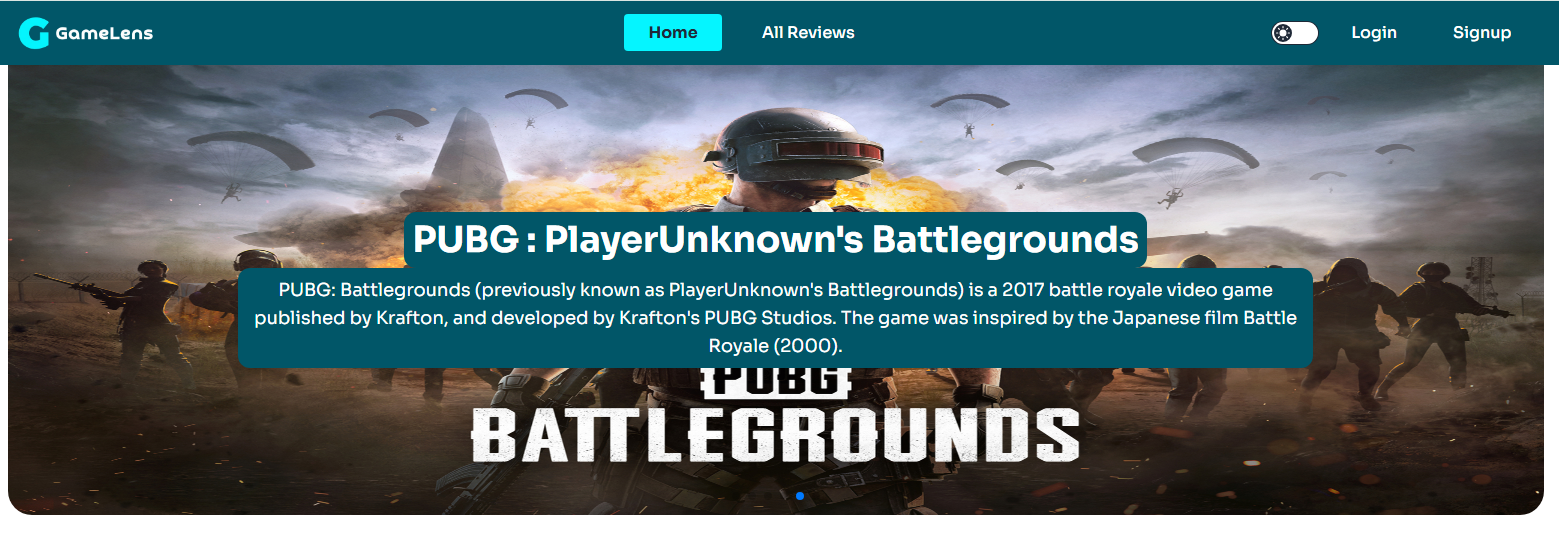 GameLens
Home
All Reviews
Login
Signup
PUBG : PlayerUnknown's Battlegrounds
PUBG: Battlegrounds (previously known as PlayerUnknown's Battlegrounds) is a 2017 battle royale video game
published by Krafton, and developed by Krafton's PUBG Studios. The game was inspired by the Japanese film Battle
Royale (2000).
PUBG
BATTLEGROUNDS